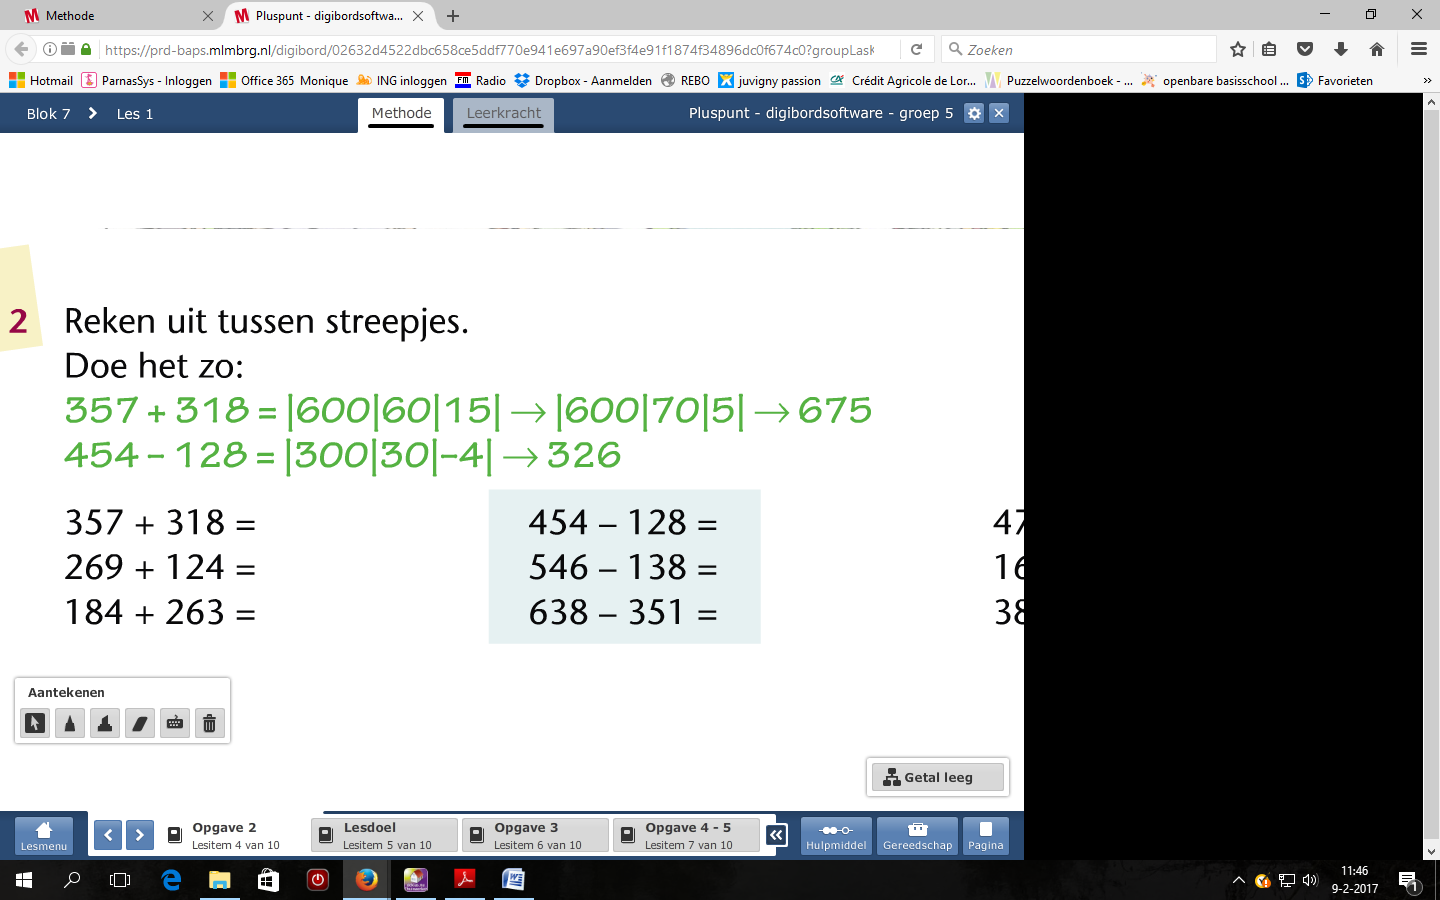 Methode
Pluspunt - digibordsoftwa...
https://prd-baps.mlmbrg.nl/digibord/02632d4522dbc658ce5ddf770e941e697a90ef3f4e91f1874f34896dc0f674c0?groupLask
Zoeken
Hotmail ParnasSys - Inloggen Office 365 Monique ING inloggen Radio Dropbox - Aanmelden REBO juvigny passion Crédit Agricole de Lor... Puzzelwoordenboek - ... openbare basisschool ... Favorieten »
Blok 7 Les 1 Methode Leerkracht Pluspunt - digibordsoftware - groep 5
2 Reken uit tussen streepjes.
Doe het zo:
357 + 318 = |600|60|15| → |600|70|5| → 675
454 - 128 = |300|30|-4| → 326
357 + 318 = 454 – 128 = 47
269 + 124 = 546 – 138 = 16
184 + 263 = 638 – 351 = 38
Aantekenen
Getal leeg
Lesmenu
Opgave 2
Lesitem 4 van 10
Lesdoel
Lesitem 5 van 10
Opgave 3
Lesitem 6 van 10
Opgave 4 - 5
Lesitem 7 van 10
Hulpmiddel
Gereedschap
Pagina
11:46
9-2-2017
1